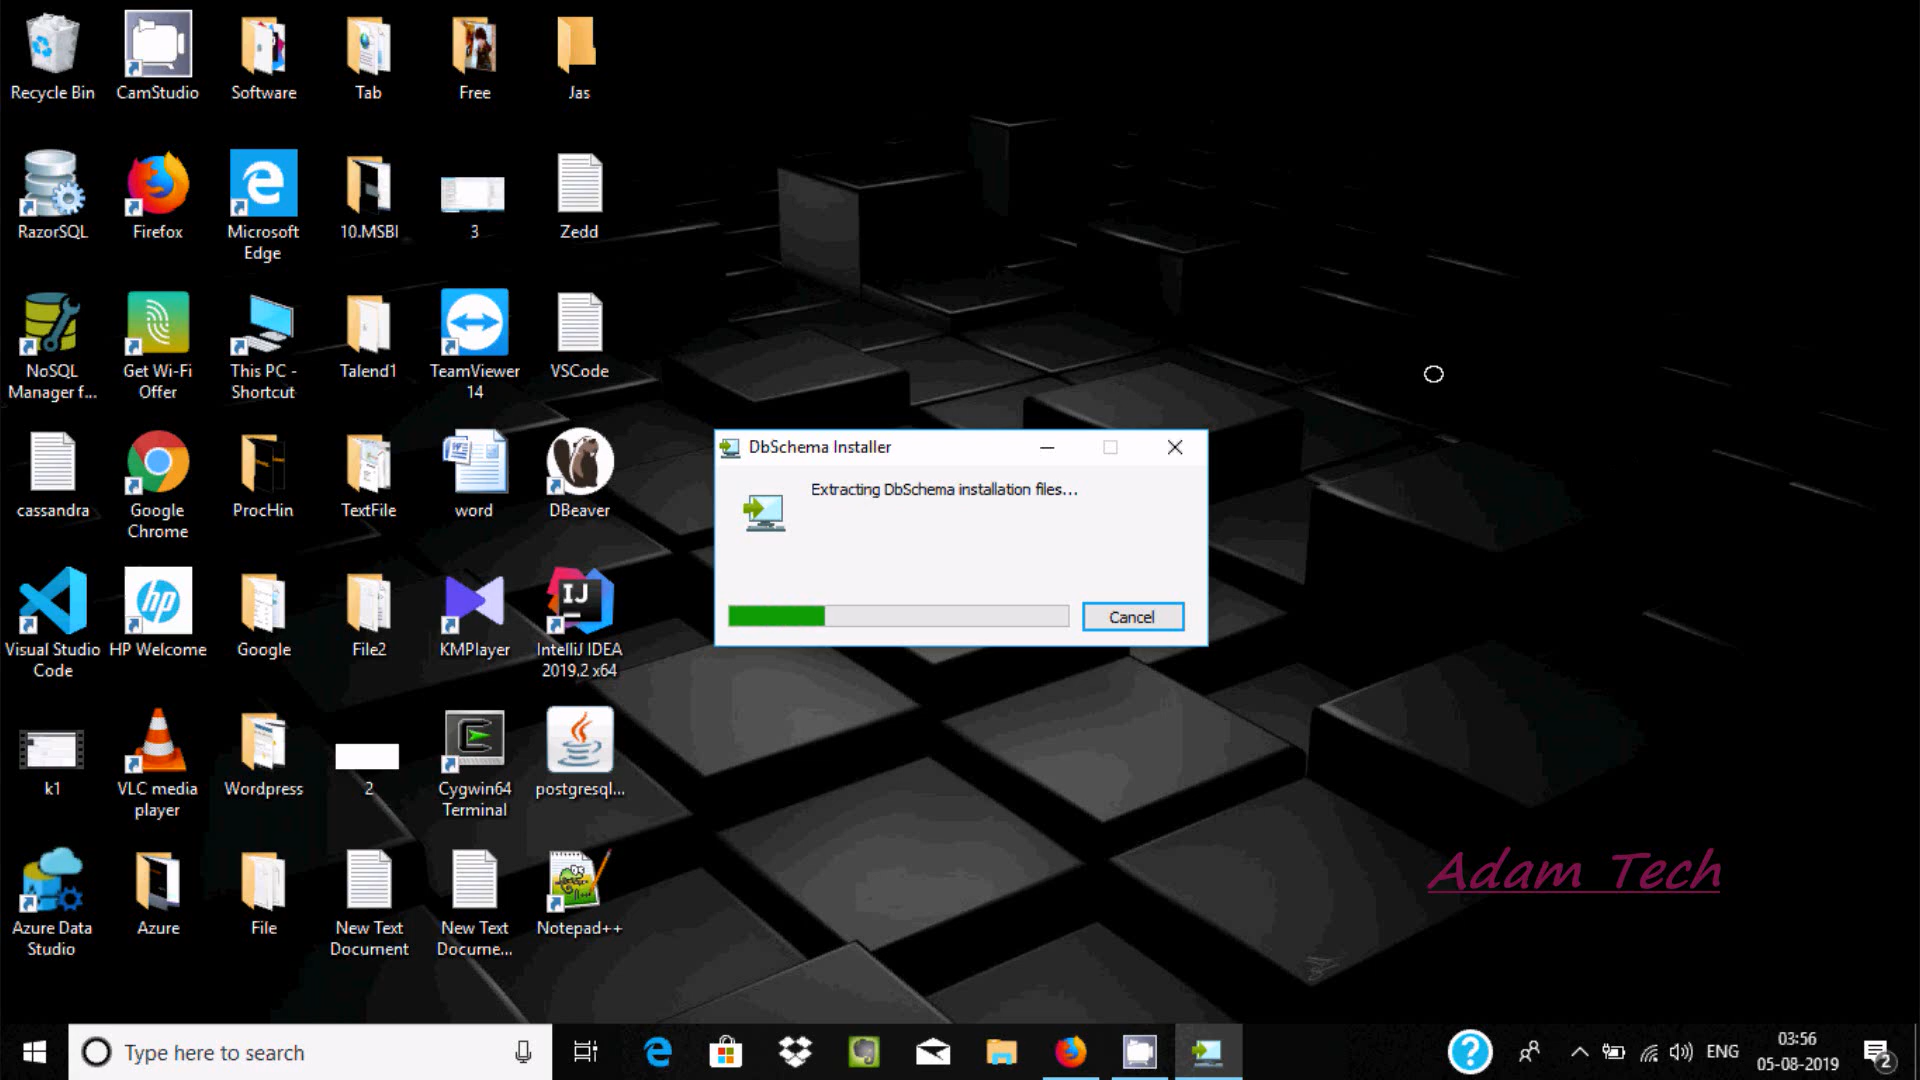 Recycle Bin
CamStudio
Software
Tab
Free
Jas
RazorSQL
Firefox
Microsoft
Edge
10.MSBI
3
Zedd
NoSQL
Manager f...
Get Wi-Fi
Offer
This PC -
Shortcut
Talend1
TeamViewer
14
VSCode
DbSchema Installer
Extracting DbSchema installation files...
Cancel
cassandra
Google
Chrome
ProcHin
TextFile
word
DBeaver
Visual Studio
Code
hp
HP Welcome
Google
File2
KMPlayer
IJ
IntelliJ IDEA
2019.2 x64
k1
VLC media
player
Wordpress
2
Cygwin64
Terminal
postgresql...
Adam Tech
Azure Data
Studio
Azure
File
New Text
Document
New Text
Docume...
Notepad++
Type here to search
ENG
03:56
05-08-2019
2